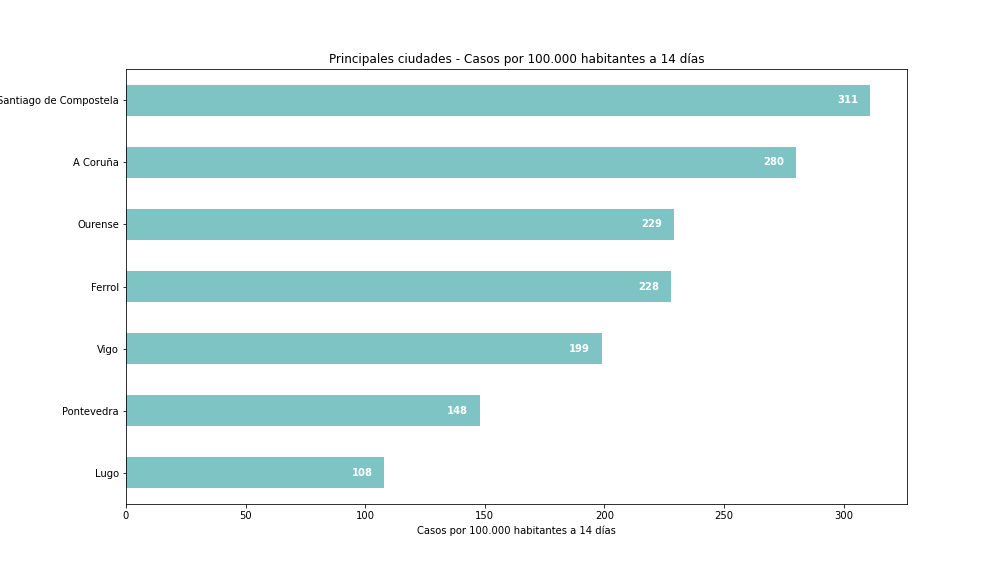 Principales ciudades - Casos por 100.000 habitantes a 14 días
Santiago de Compostela
311
A Coruña
280
Ourense
229
Ferrol
228
Vigo
199
Pontevedra
148
Lugo
108
0 50 100 150 200 250 300
Casos por 100.000 habitantes a 14 días